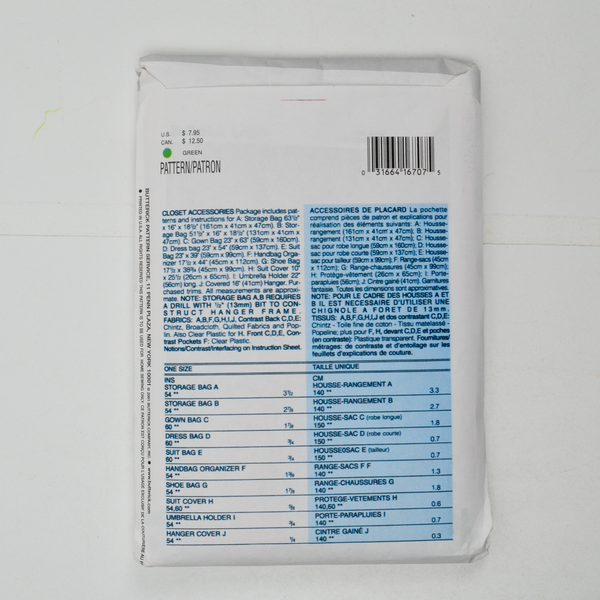 U.S. $ 7.95
CAN. $ 12.50
GREEN
PATTERN/PATRON
0 31664 16707 5
CLOSET ACCESSORIES Package includes pat-
terns and instructions for A: Storage Bag 63½"
x 16" x 18½" (161cm x 41cm x 47cm). B: Stor-
age Bag 51½" x 16" x 18½" (131cm x 41cm x
47cm). C: Gown Bag 23" x 63" (59cm x 160cm).
D: Dress bag 23" x 54" (59cm x 137cm). E: Suit
Bag 23" x 39" (59cm x 99cm). F: Handbag Orga-
nizer 17½ x 44" (45cm x 112cm). G: Shoe Bag
17½ x 38¾ (45cm x 99cm). H: Suit Cover 10"
x 25½" (26cm x 65cm). I: Umbrella Holder 22"
(56cm) long. J Covered 16" (41cm) Hanger. Pur-
chased trims. All measurements are approxi-
mate. NOTE: STORAGE BAG A,B REQUIRES
A DRILL WITH ½" (13mm) BIT TO CON-
STRUCT HANGER FRAME.
FABRICS: A,B,F,G,H,I,J, Contrast Back C,D,E:
Chintz, Broadcloth, Quilted Fabrics and Pop-
lin. Also Clear Plastic for H. Front C,D,E, Con-
trast Pockets F: Clear Plastic.
Notions/Contrast/Interfacing on Instruction Sheet.
ACCESSOIRES DE PLACARD La pochette
comprend pièces de patron et explications pour
réalisation des éléments suivants: A: Housse-
rangement (161cm x 41cm x 47cm); B: Housse-
rangement (131cm x 41cm x 47cm); C: Housse-
sac pour robe longue (59cm x 160cm); D: Housse-
sac pour robe courte (59cm x 137cm); E: Housse-
sac pour tailleur (59cm x 99cm); F: Range-sacs (45cm
x 112cm); G: Range-chaussures (45cm x 99cm);
H: Protège-vêtement (26cm x 65cm); I: Porte-
parapluies (56cm); J: Cintre gainé (41cm). Garnitures
fantaisie. Toutes les dimensions sont approximatives.
NOTE: POUR LE CADRE DES HOUSSES A ET
B IL EST NECESSAIRE D'UTILISER UNE
CHIGNOLE A FORET DE 13mm.
TISSUS: A,B,F,G,H,I,J et dos contrastant C,D,E:
Chintz - Toile fine de coton - Tissu matelassé -
Popeline; plus pour F, H, devant C,D,E et poches
(en contraste): Plastique transparent. Fournitures/
métrages: de contraste et d'entoilage sur les
feuillets d'explications de couture.
ONE SIZE
INS
STORAGE BAG A
54 ** 3½
STORAGE BAG B
54 ** 2⅞
GOWN BAG C
60 ** 1⅞
DRESS BAG D
60 ** ¾
SUIT BAG E
60 ** ¾
HANDBAG ORGANIZER F
54 ** 1⅜
SHOE BAG G
54 ** 1⅞
SUIT COVER H
54,60 ** ⅝
UMBRELLA HOLDER I
54 ** ¾
HANGER COVER J
54 ** ¼
TAILLE UNIQUE
CM
HOUSSE-RANGEMENT A
140 ** 3.3
HOUSSE-RANGEMENT B
140 ** 2.7
HOUSSE-SAC C (robe longue)
150 ** 1.8
HOUSSE-SAC D (robe courte)
150 ** 0.7
HOUSSE0SAC E (tailleur)
150 ** 0.7
RANGE-SACS F F
140 ** 1.3
RANGE-CHAUSSURES G
140 ** 1.8
PROTEGE-VETEMENTS H
140,60 ** 0.6
PORTE-PARAPLUIES I
140 ** 0.7
CINTRE GAINÉ J
140 ** 0.3
BUTTERICK PATTERN SERVICE, 11 PENN PLAZA, NEW YORK 10001